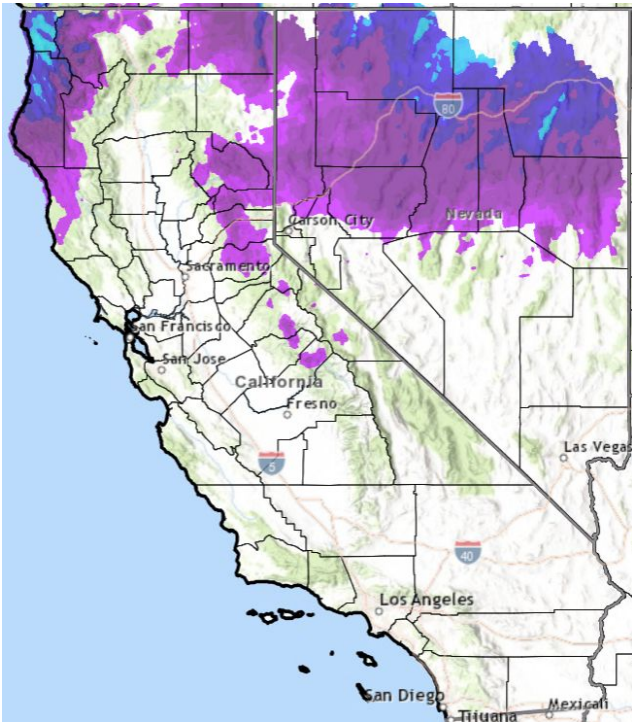 80
Carson City
Nevada
Sacramento
San Francisco
San Jose
California
Fresno
Las Vegas
5
40
Los Angeles
San Diego
Tijuana
Mexicali